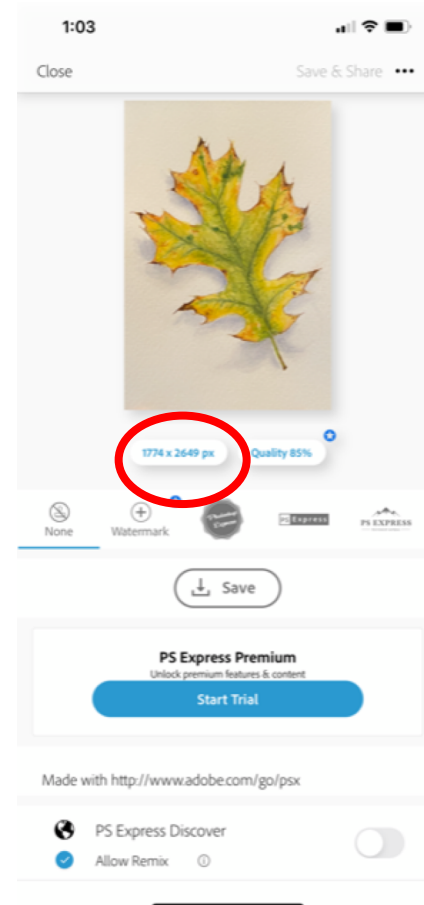 1:03
Close Save & Share •••
1774 x 2649 px Quality 85%
None Watermark Photoshop Express PS Express PS EXPRESS
Save
PS Express Premium
Unlock premium features & content
Start Trial
Made with http://www.adobe.com/go/psx
PS Express Discover
Allow Remix